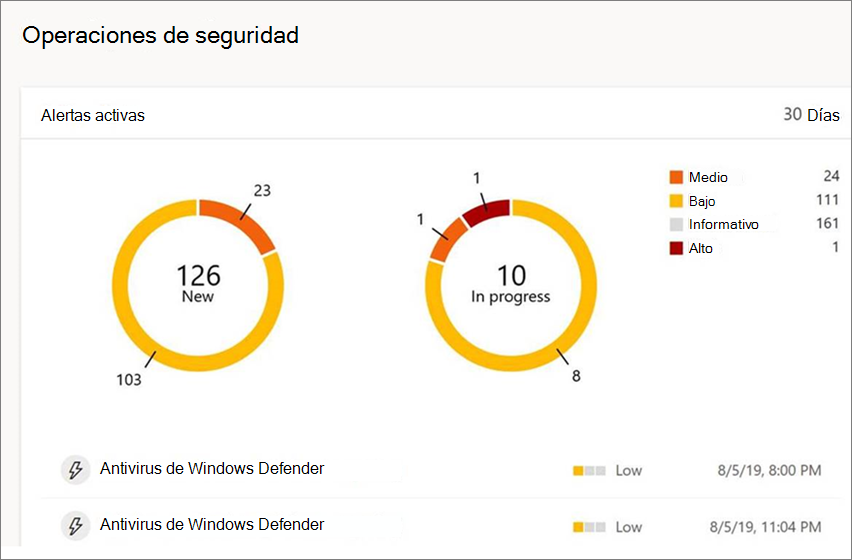 Operaciones de seguridad
Alertas activas
30 Días
23
126
New
103
1
1
10
In progress
8
Medio 24
Bajo 111
Informativo 161
Alto 1
Antivirus de Windows Defender Low 8/5/19, 8:00 PM
Antivirus de Windows Defender Low 8/5/19, 11:04 PM